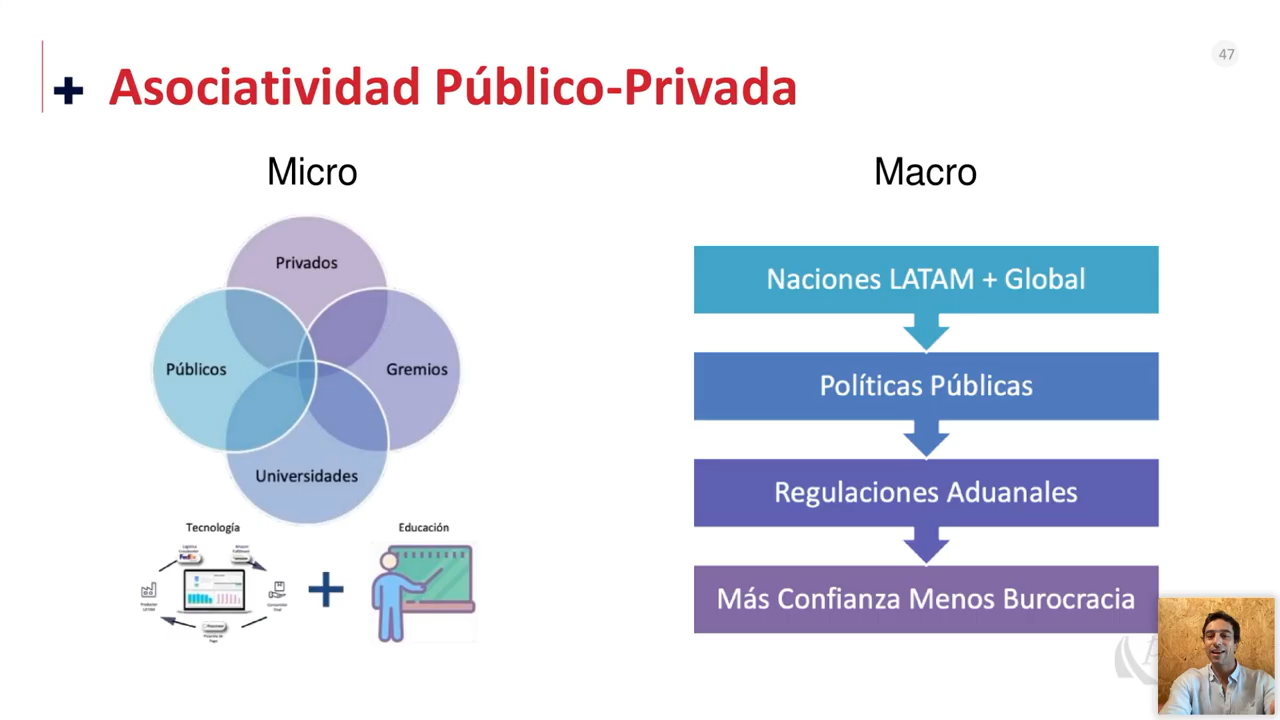 47
+ Asociatividad Público-Privada
Micro
Privados
Públicos
Gremios
Universidades
Tecnología
FedEx
+
Educación
Macro
Naciones LATAM + Global
Políticas Públicas
Regulaciones Aduanales
Más Confianza Menos Burocracia